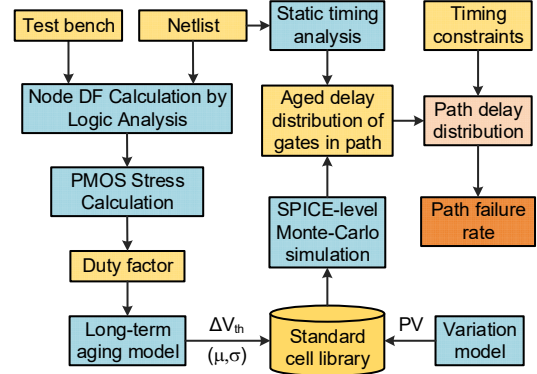 Test bench
Netlist
Static timing
analysis
Timing
constraints
Node DF Calculation by
Logic Analysis
Aged delay
distribution of
gates in path
Path delay
distribution
PMOS Stress
Calculation
SPICE-level
Monte-Carlo
simulation
Path failure
rate
Duty factor
Long-term
aging model
ΔVth
(μ,σ)
Standard
cell library
PV
Variation
model